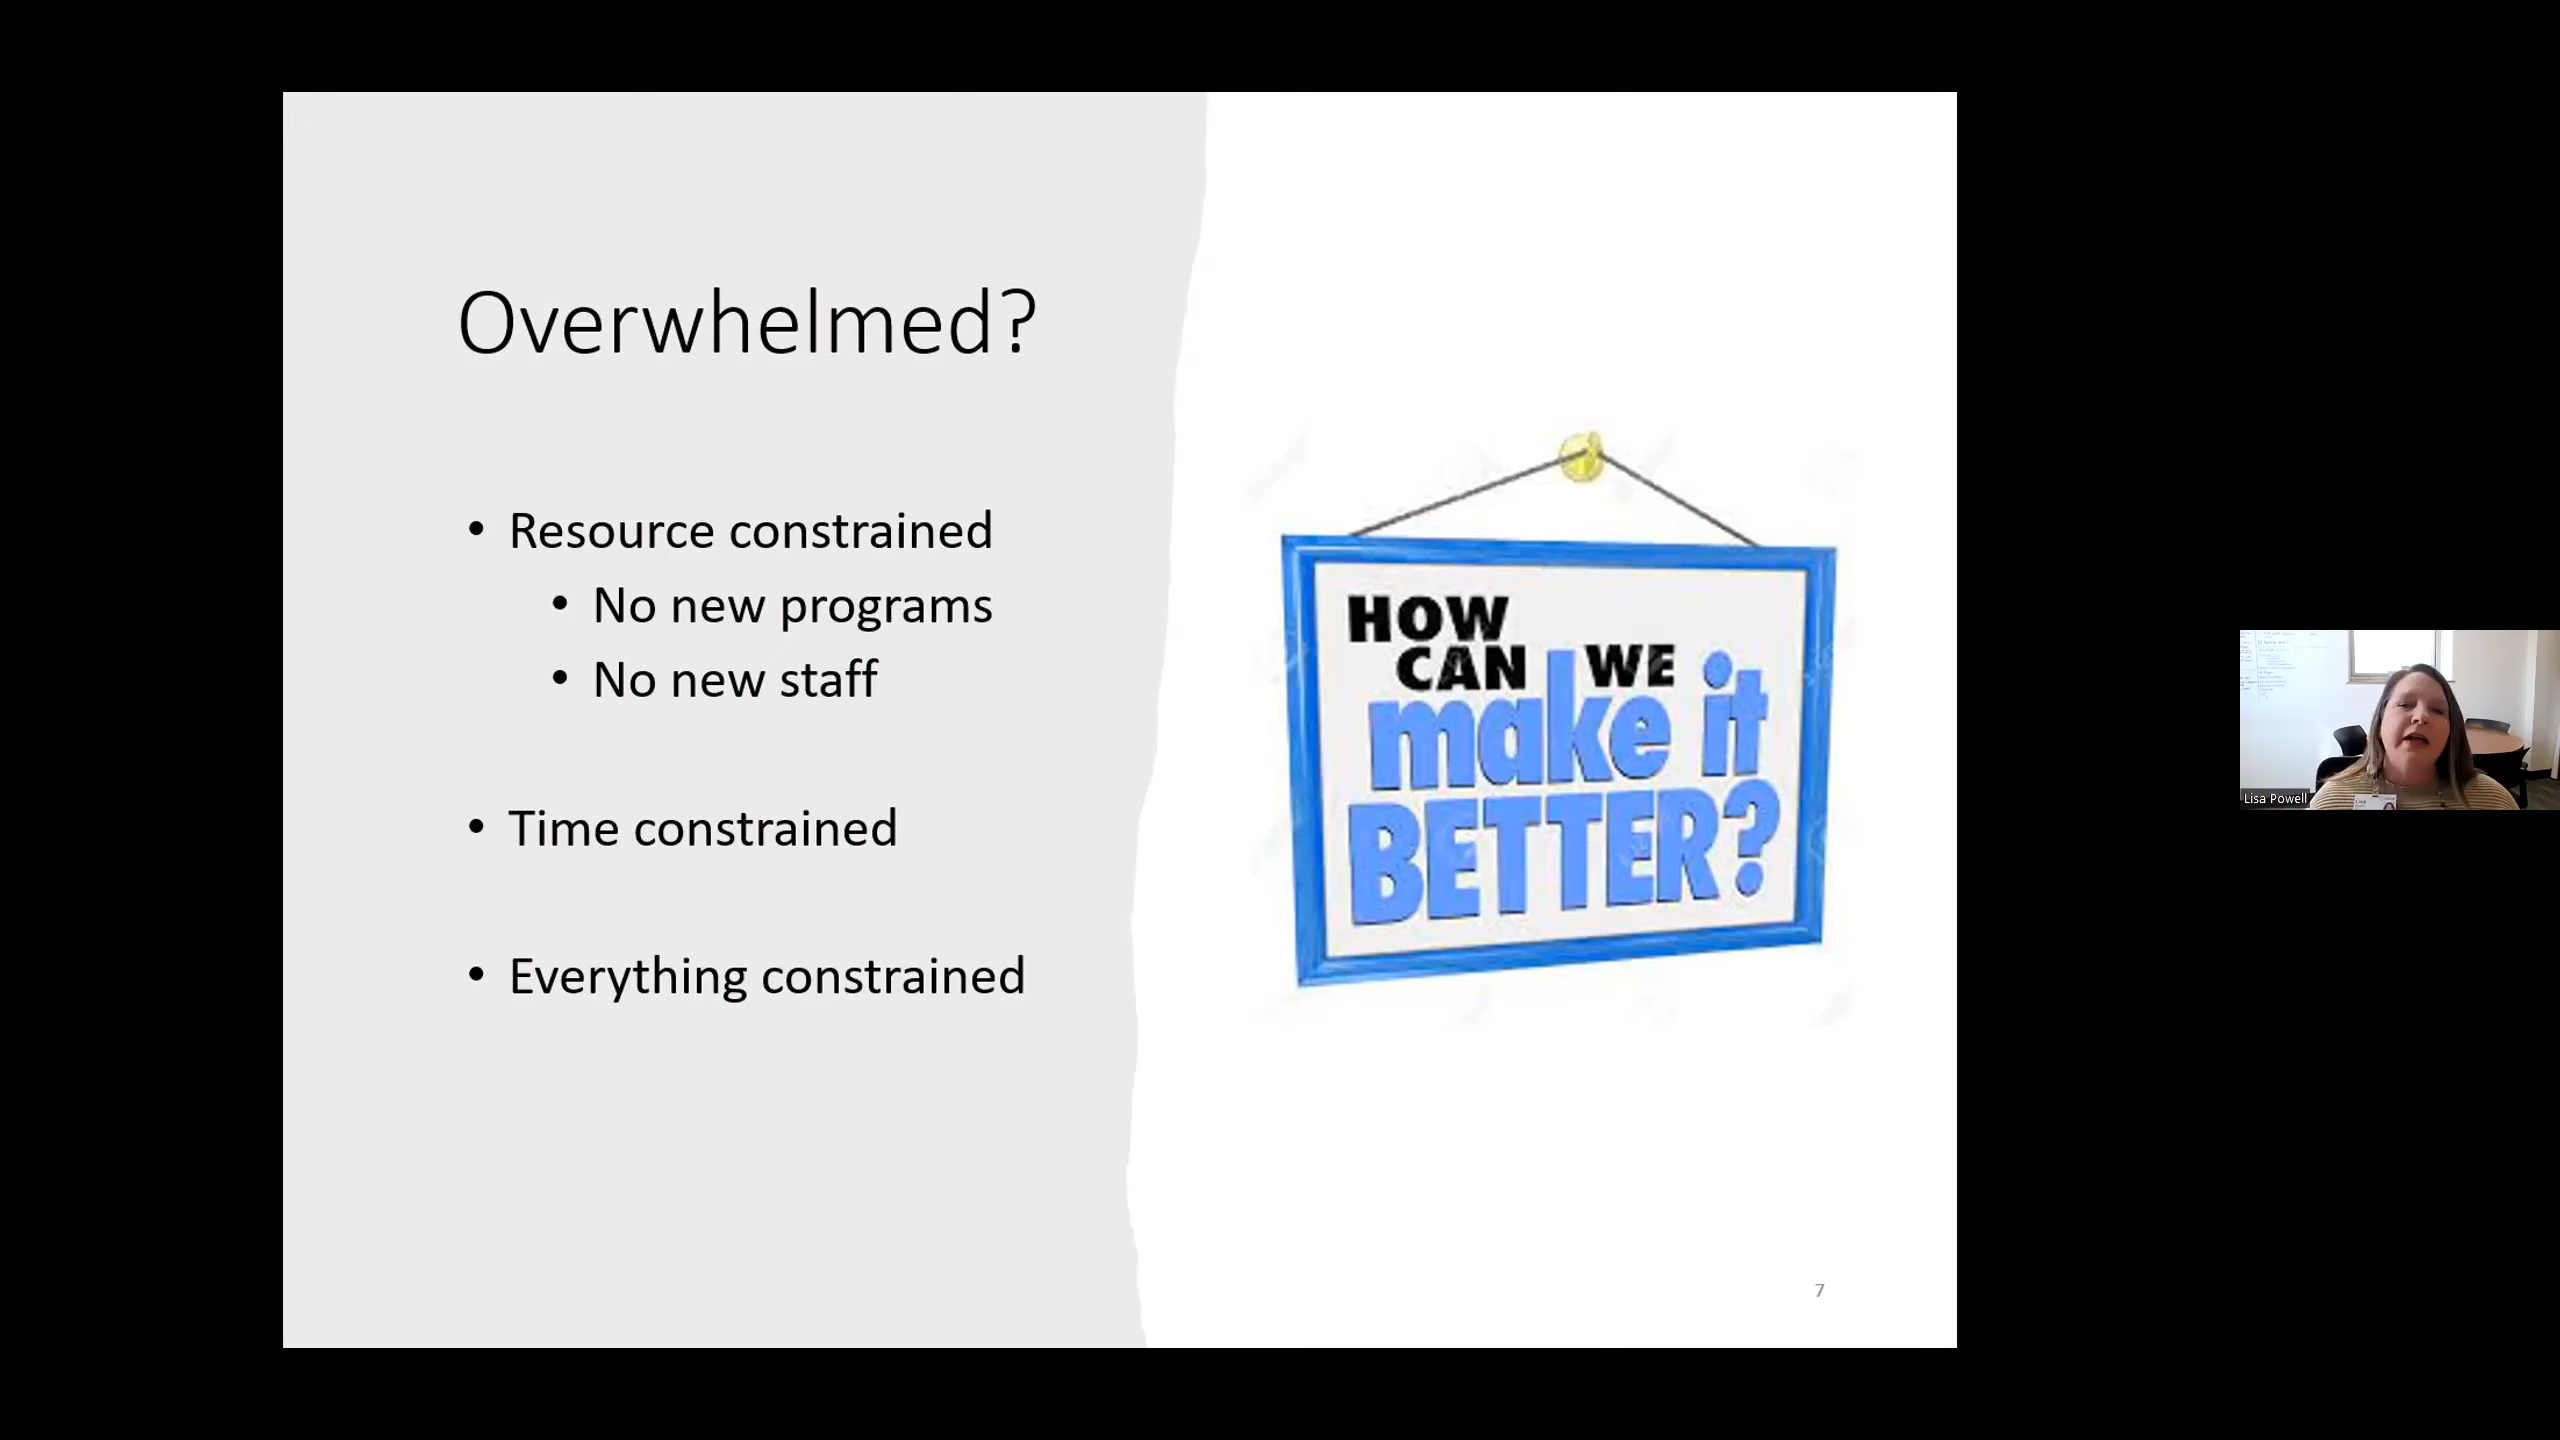 Overwhelmed?
• Resource constrained
• No new programs
• No new staff
• Time constrained
• Everything constrained
HOW
CAN WE
make it
BETTER?
7
Lisa Powell